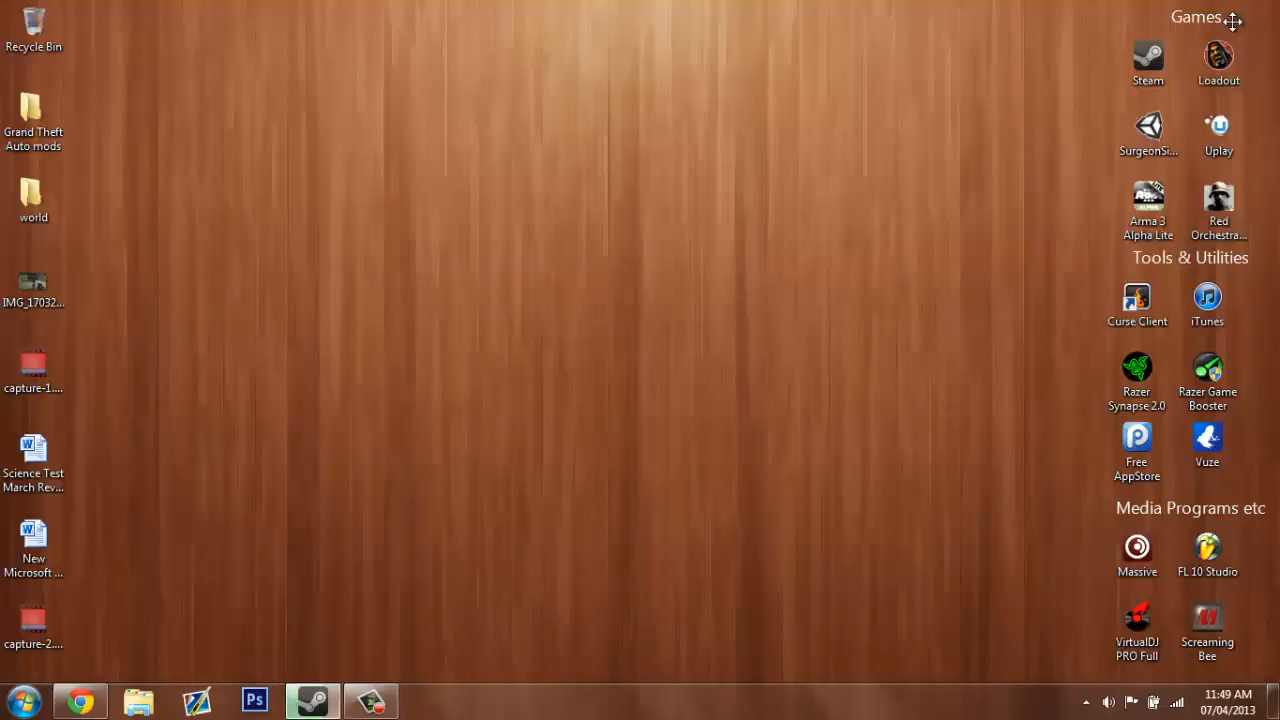 Recycle Bin
Grand Theft
Auto mods
world
IMG_17032...
capture-1....
Science Test
March Rev...
New
Microsoft ...
capture-2....
Games
Steam
Loadout
SurgeonSi...
Uplay
Arma 3
Alpha Lite
Red
Orchestra...
Tools & Utilities
Curse Client
iTunes
Razer
Synapse 2.0
Razer Game
Booster
Free
AppStore
Vuze
Media Programs etc
Massive
FL 10 Studio
VirtualDJ
PRO Full
Screaming
Bee
Ps
11:49 AM
07/04/2013